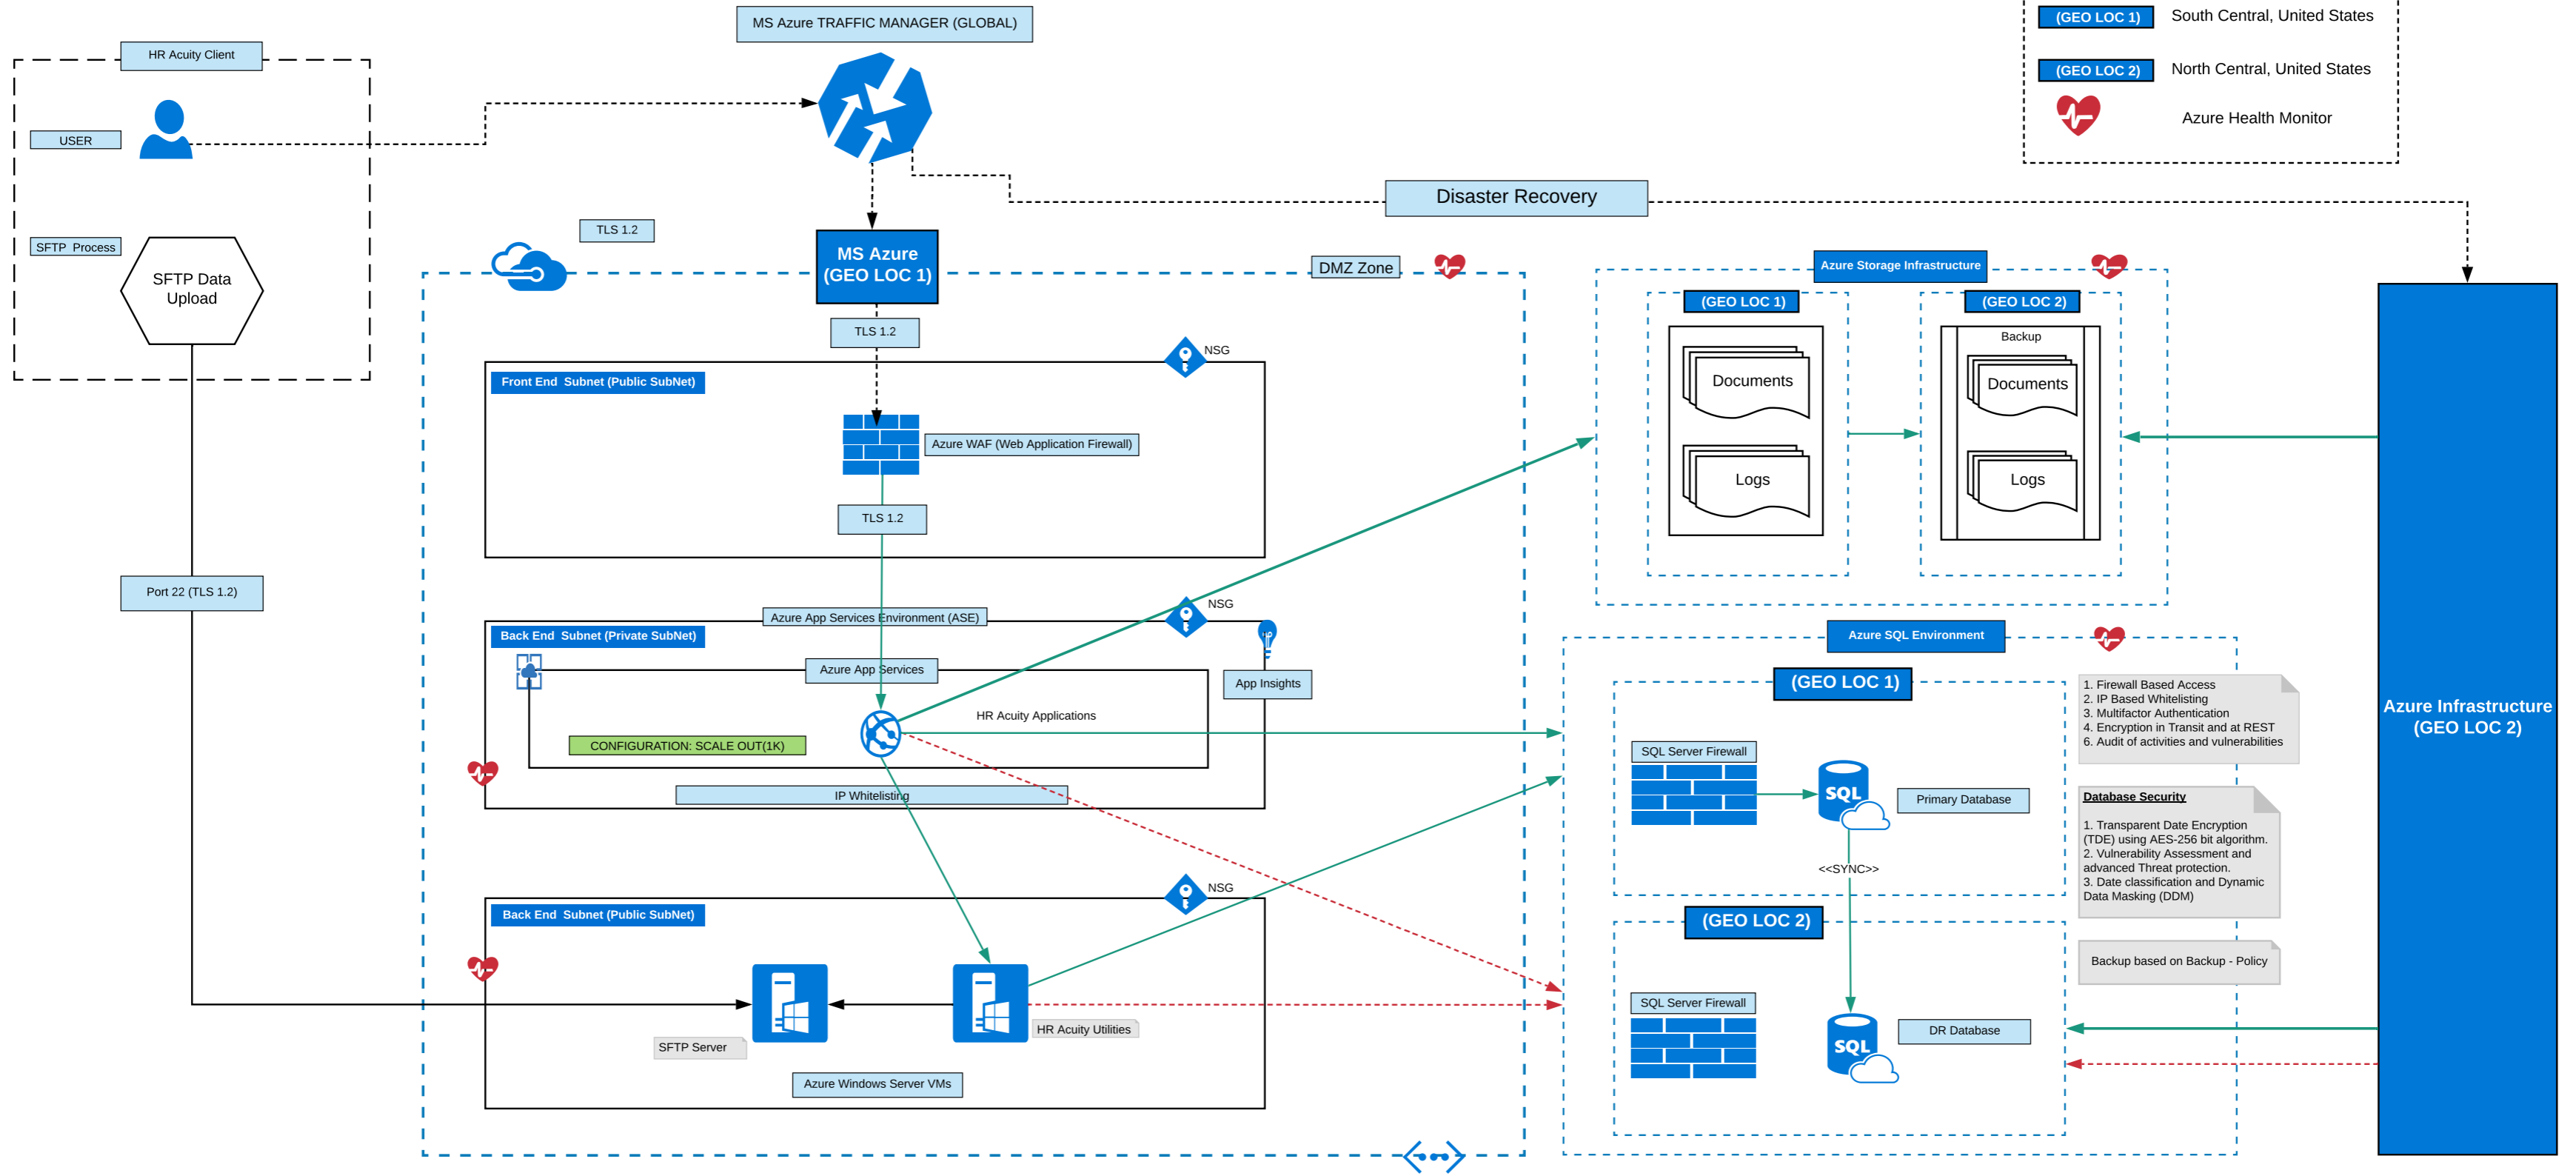 MS Azure TRAFFIC MANAGER (GLOBAL)
(GEO LOC 1)
South Central, United States
(GEO LOC 2)
North Central, United States
Azure Health Monitor
HR Acuity Client
USER
SFTP Process
SFTP Data
Upload
Port 22 (TLS 1.2)
Disaster Recovery
TLS 1.2
MS Azure
(GEO LOC 1)
DMZ Zone
TLS 1.2
NSG
Front End Subnet (Public SubNet)
Azure WAF (Web Application Firewall)
TLS 1.2
Azure App Services Environment (ASE)
NSG
Back End Subnet (Private SubNet)
Azure App Services
App Insights
HR Acuity Applications
CONFIGURATION: SCALE OUT(1K)
IP Whitelisting
NSG
Back End Subnet (Public SubNet)
SFTP Server
HR Acuity Utilities
Azure Windows Server VMs
Azure Storage Infrastructure
(GEO LOC 1)
Documents
Logs
(GEO LOC 2)
Backup
Documents
Logs
Azure SQL Environment
(GEO LOC 1)
SQL Server Firewall
SQL
Primary Database
<<SYNC>>
(GEO LOC 2)
SQL Server Firewall
SQL
DR Database
1. Firewall Based Access
2. IP Based Whitelisting
3. Multifactor Authentication
4. Encryption in Transit and at REST
6. Audit of activities and vulnerabilities
Database Security
1. Transparent Date Encryption
(TDE) using AES-256 bit algorithm.
2. Vulnerability Assessment and
advanced Threat protection.
3. Date classification and Dynamic
Data Masking (DDM)
Backup based on Backup - Policy
Azure Infrastructure
(GEO LOC 2)